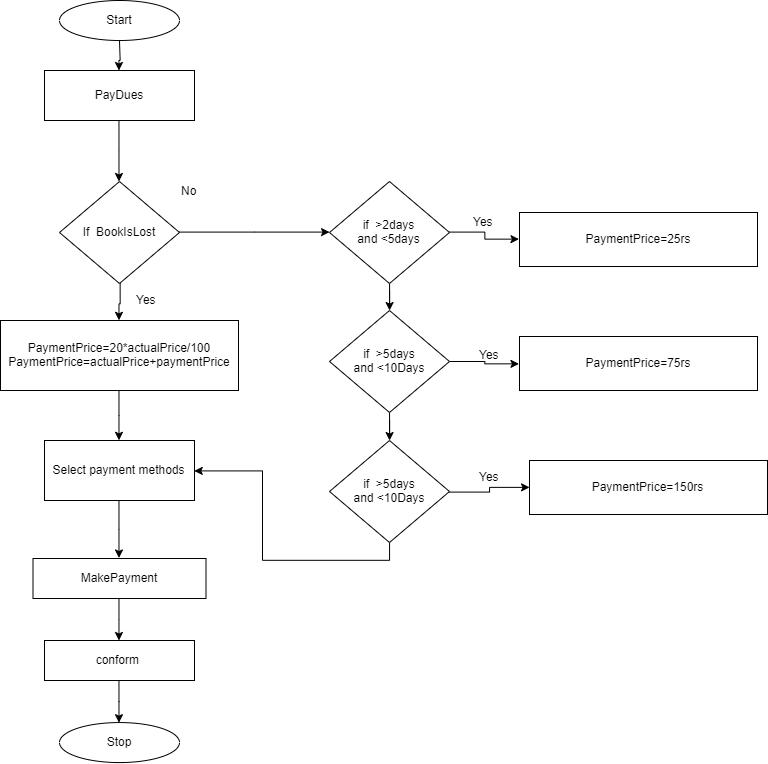 Start
PayDues
No
If BookIsLost
if >2days
and <5days
Yes
PaymentPrice=25rs
Yes
PaymentPrice=20*actualPrice/100
PaymentPrice=actualPrice+paymentPrice
if >5days
and <10Days
Yes
PaymentPrice=75rs
Select payment methods
if >5days
and <10Days
Yes
PaymentPrice=150rs
MakePayment
conform
Stop